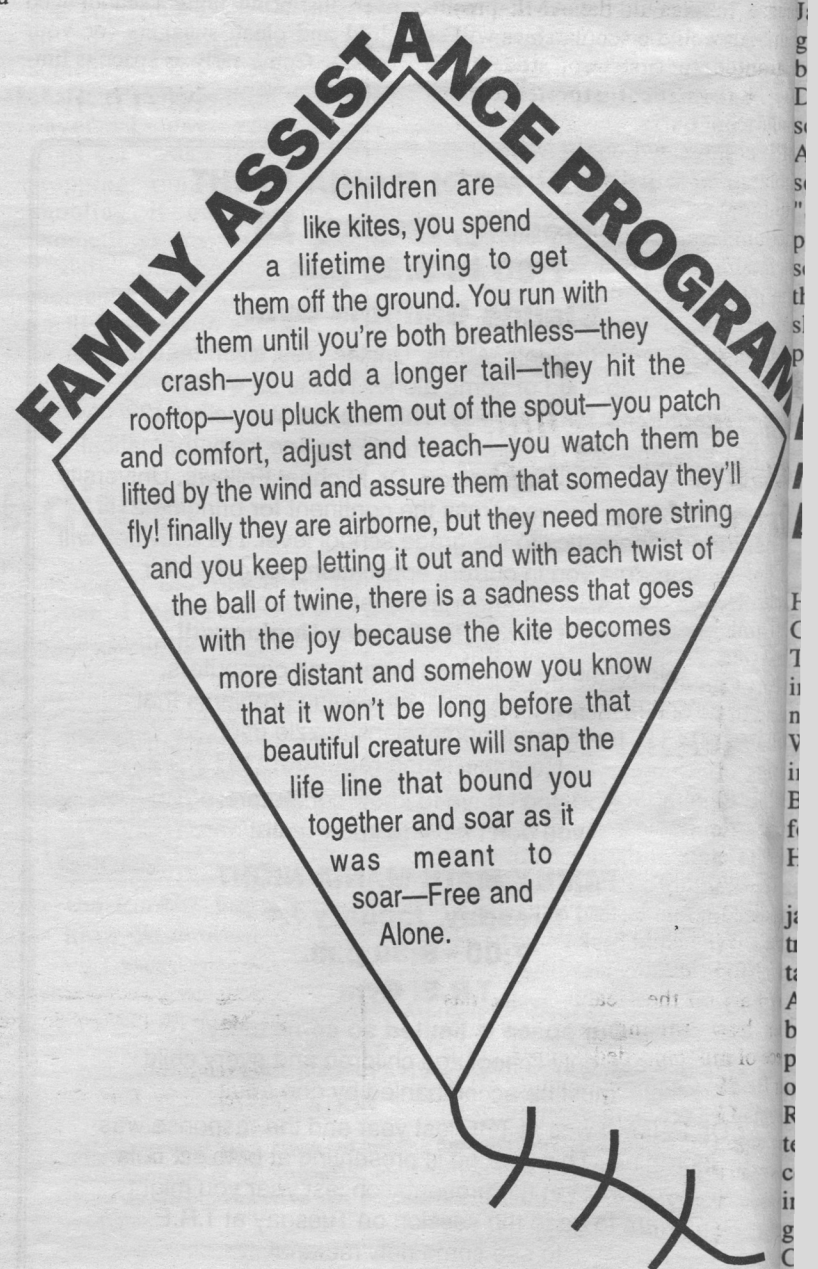 FAMILY ASSISTANCE PROGRAM
Children are
like kites, you spend
a lifetime trying to get
them off the ground. You run with
them until you're both breathless—they
crash—you add a longer tail—they hit the
rooftop—you pluck them out of the spout—you patch
and comfort, adjust and teach—you watch them be
lifted by the wind and assure them that someday they'll
fly! finally they are airborne, but they need more string
and you keep letting it out and with each twist of
the ball of twine, there is a sadness that goes
with the joy because the kite becomes
more distant and somehow you know
that it won't be long before that
beautiful creature will snap the
life line that bound you
together and soar as it
was meant to
soar—Free and
Alone.